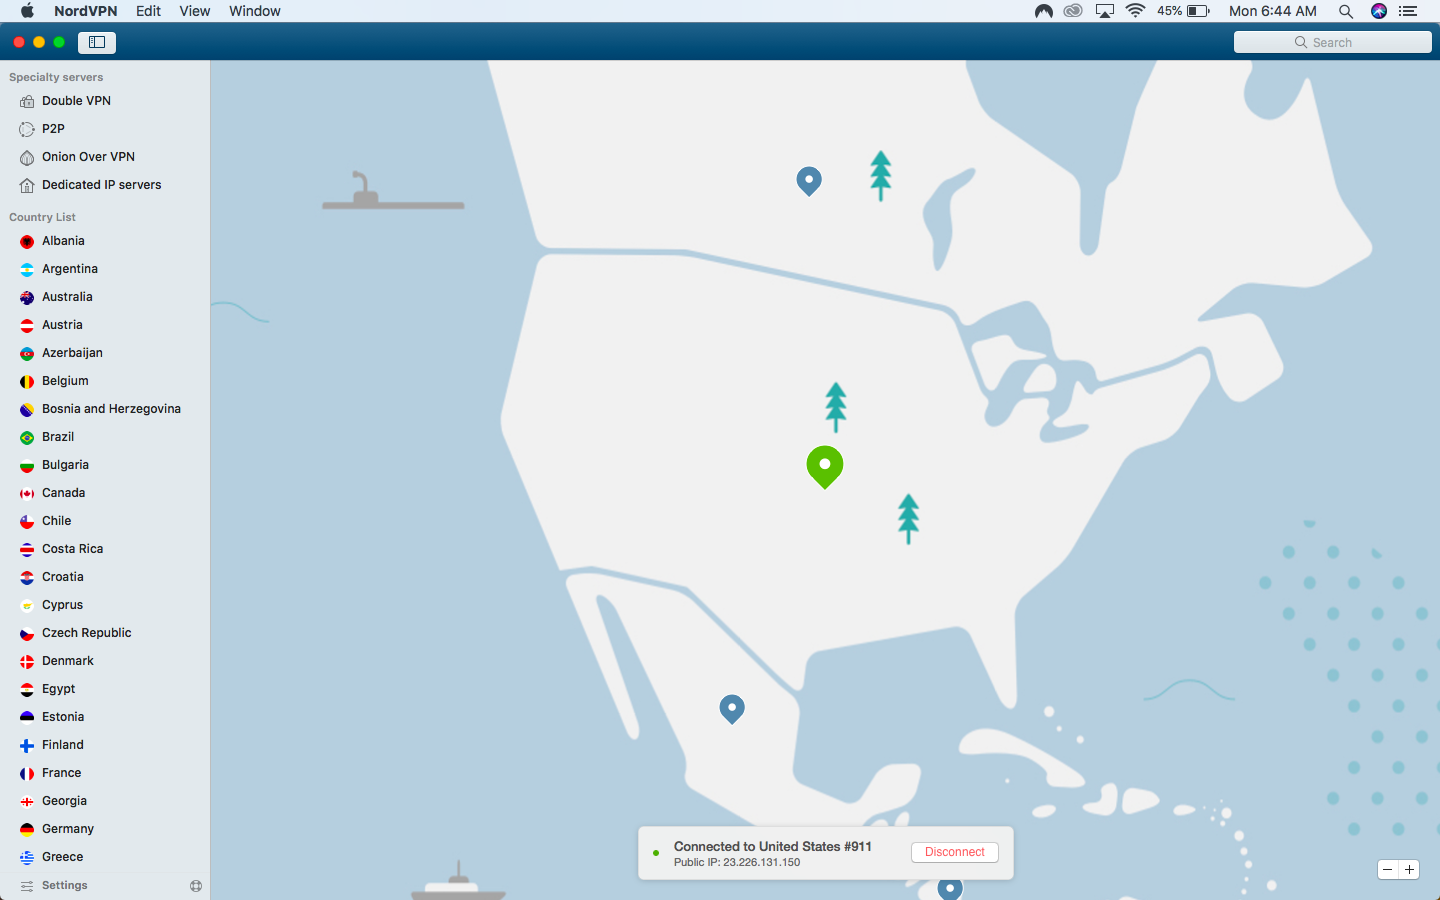 NordVPN Edit View Window 45% Mon 6:44 AM
Search
Specialty servers
Double VPN
P2P
Onion Over VPN
Dedicated IP servers
Country List
Albania
Argentina
Australia
Austria
Azerbaijan
Belgium
Bosnia and Herzegovina
Brazil
Bulgaria
Canada
Chile
Costa Rica
Croatia
Cyprus
Czech Republic
Denmark
Egypt
Estonia
Finland
France
Georgia
Germany
Greece
Settings
Connected to United States #911
Public IP: 23.226.131.150
Disconnect